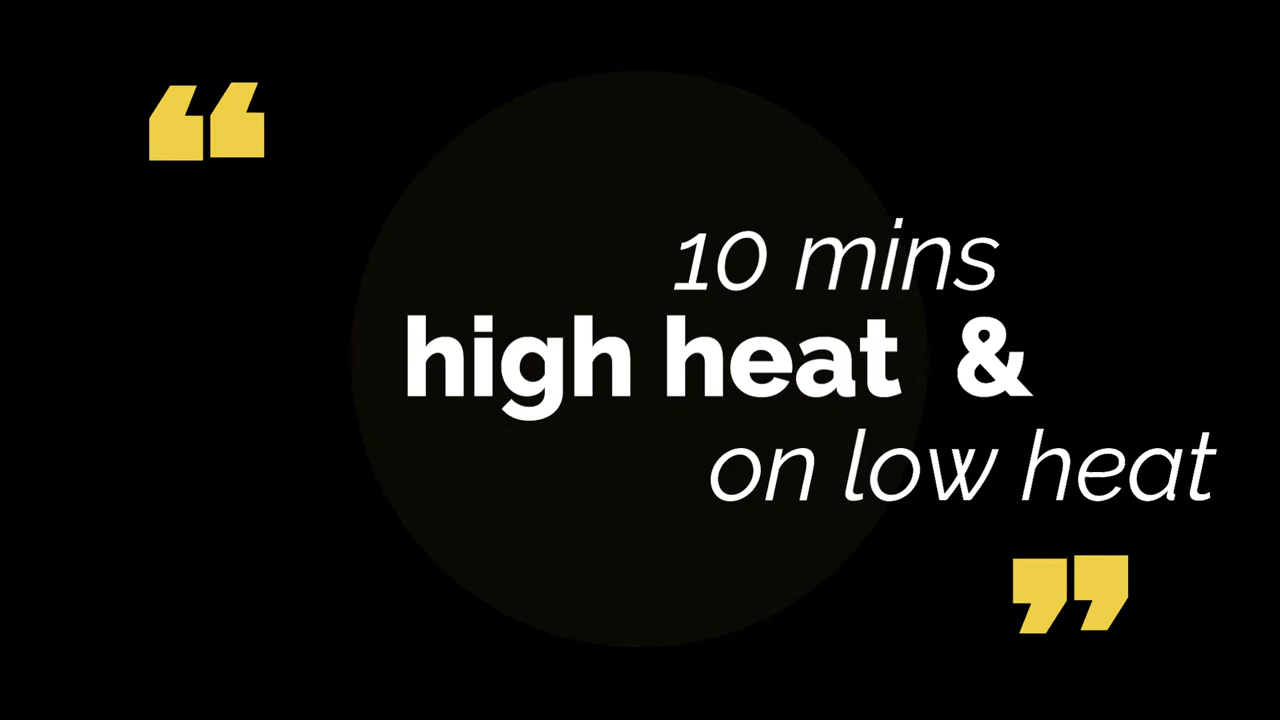 “
10 mins
high heat &
on low heat
”